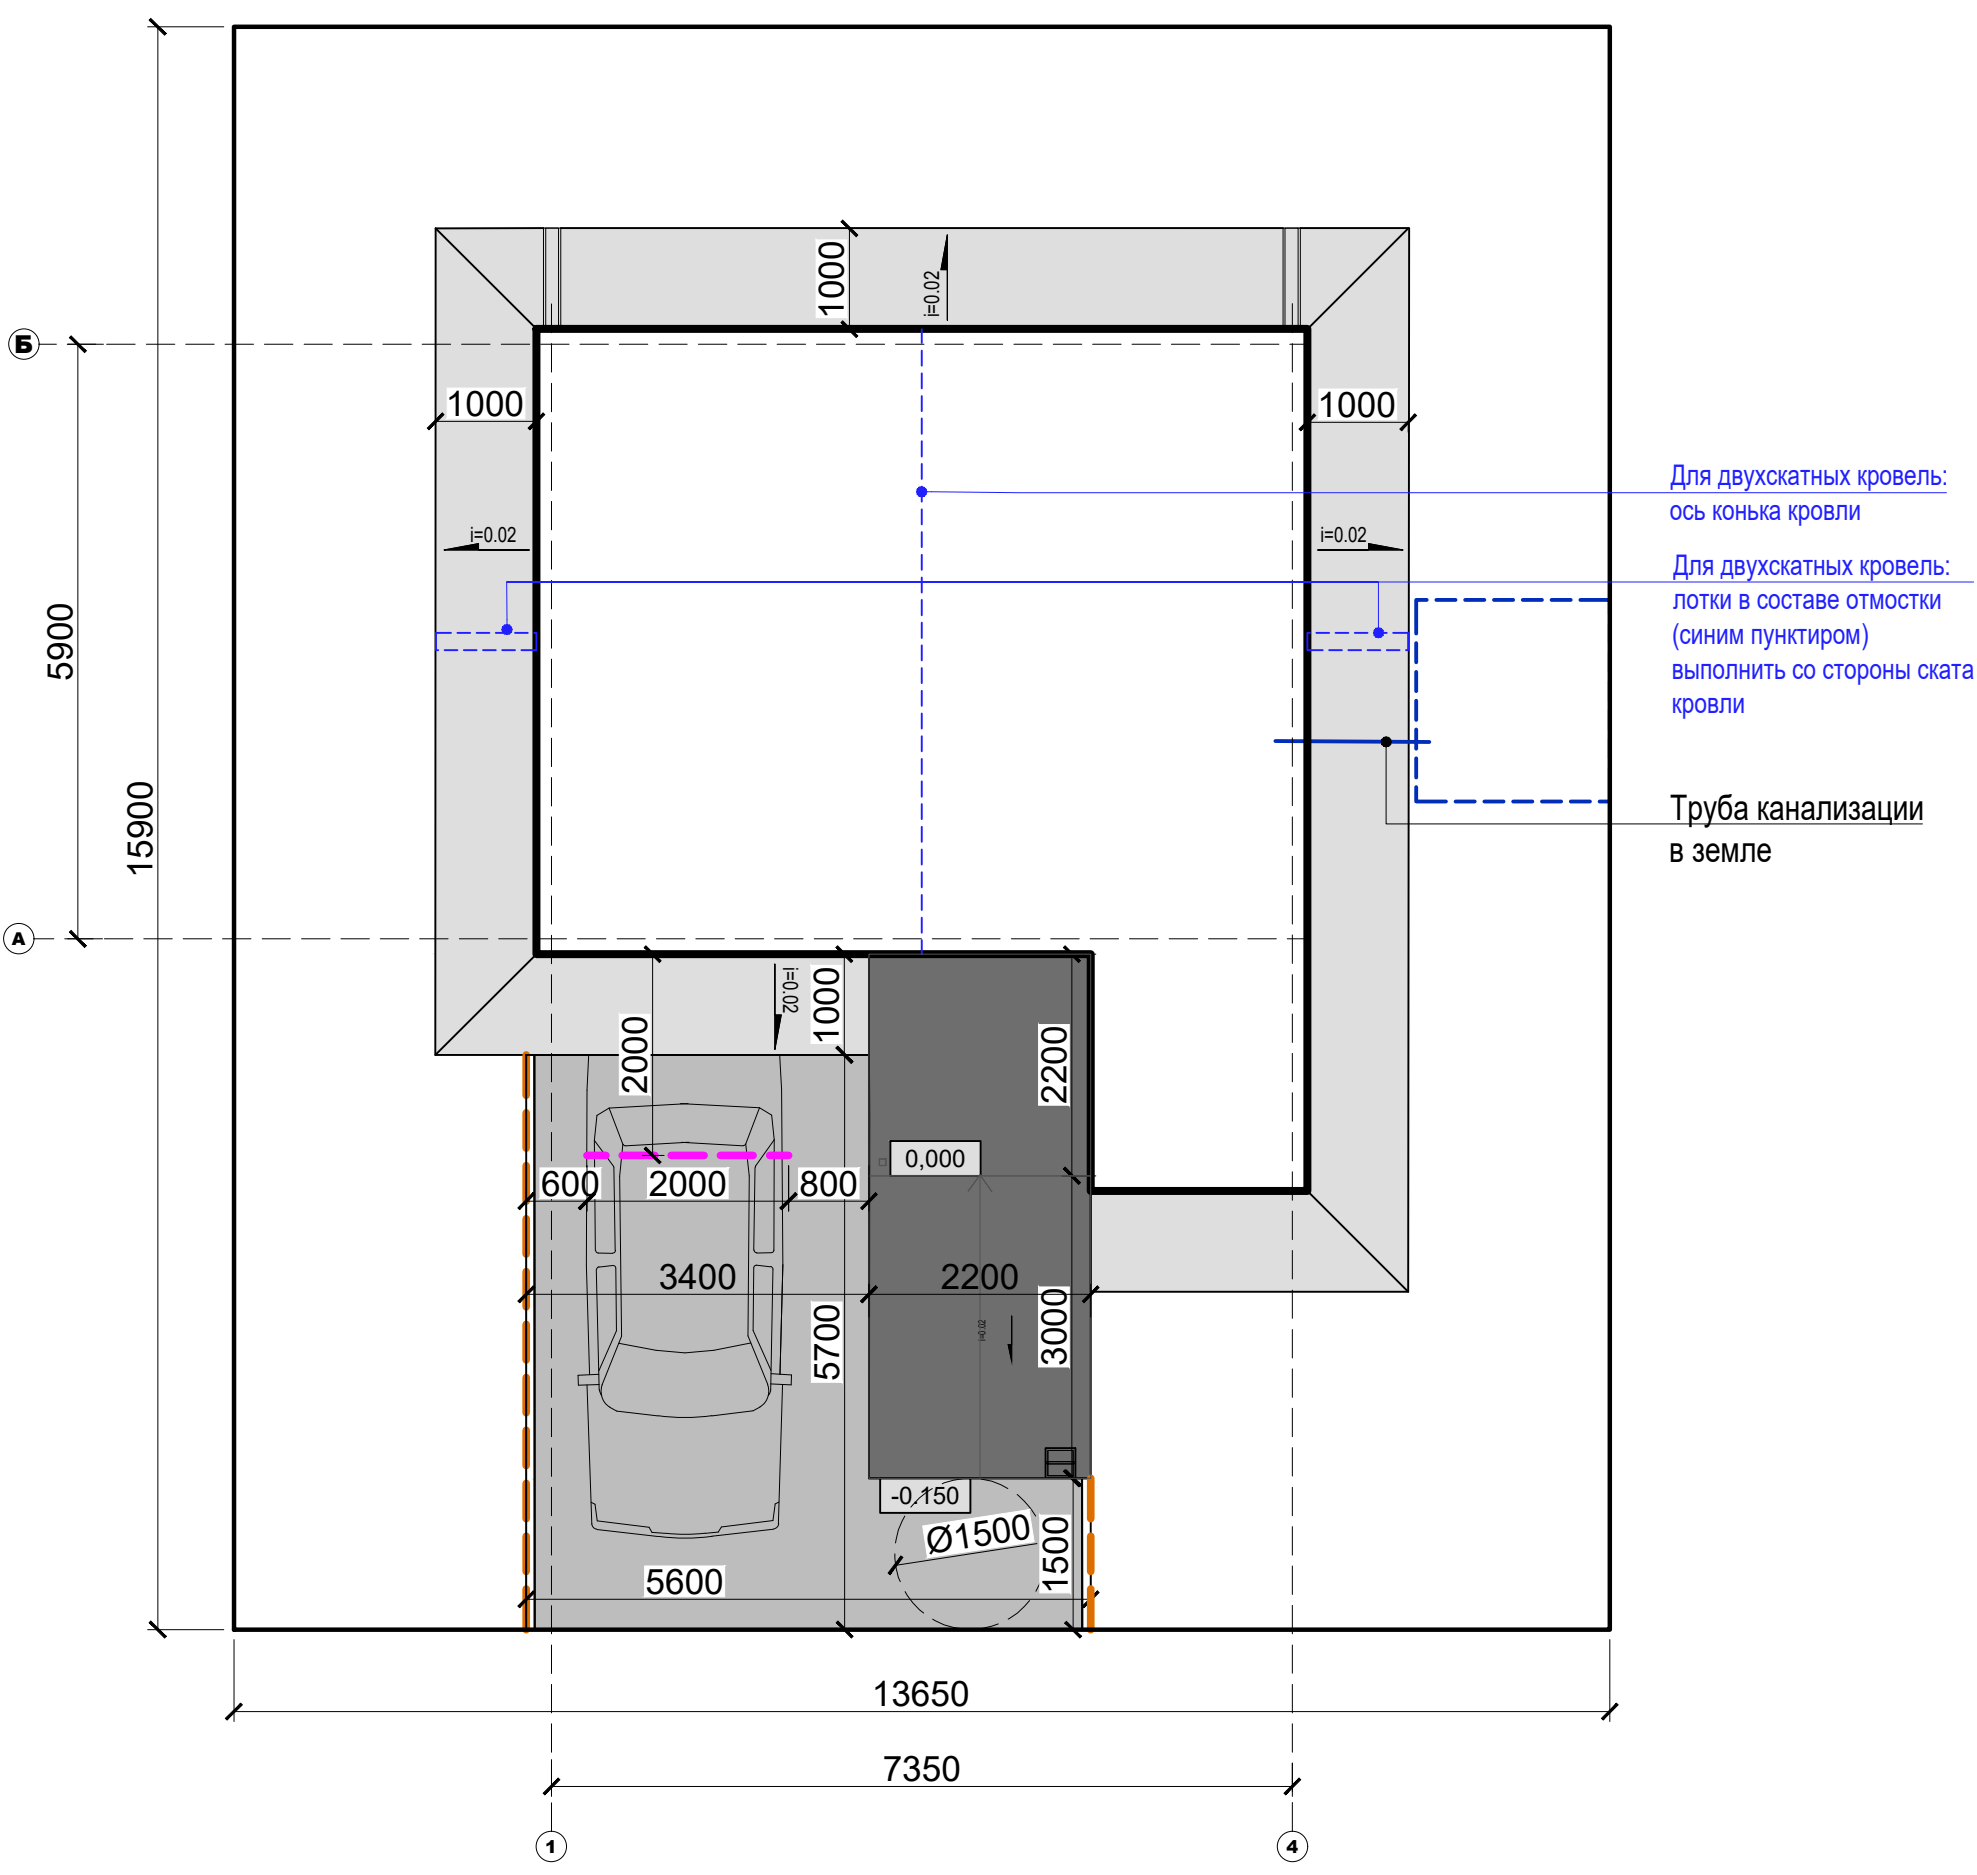 1000
i=0.02
Б
1000
1000
Для двухскатных кровель:
ось конька кровли
i=0.02
i=0.02
Для двухскатных кровель:
лотки в составе отмостки
(синим пунктиром)
выполнить со стороны ската
кровли
5900
15900
Труба канализации
в земле
А
i=0.02
1000
2000
2200
0,000
600
2000
800
3400
2200
i=0.02
3000
5700
-0.150
Ø1500
1500
5600
13650
7350
1
4